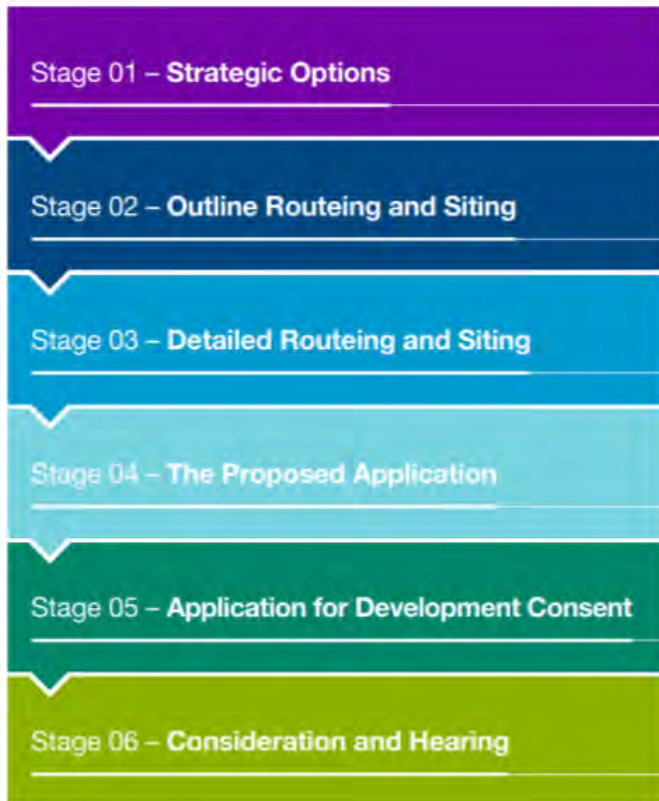 Stage 01 – Strategic Options
Stage 02 – Outline Routeing and Siting
Stage 03 – Detailed Routeing and Siting
Stage 04 – The Proposed Application
Stage 05 – Application for Development Consent
Stage 06 – Consideration and Hearing